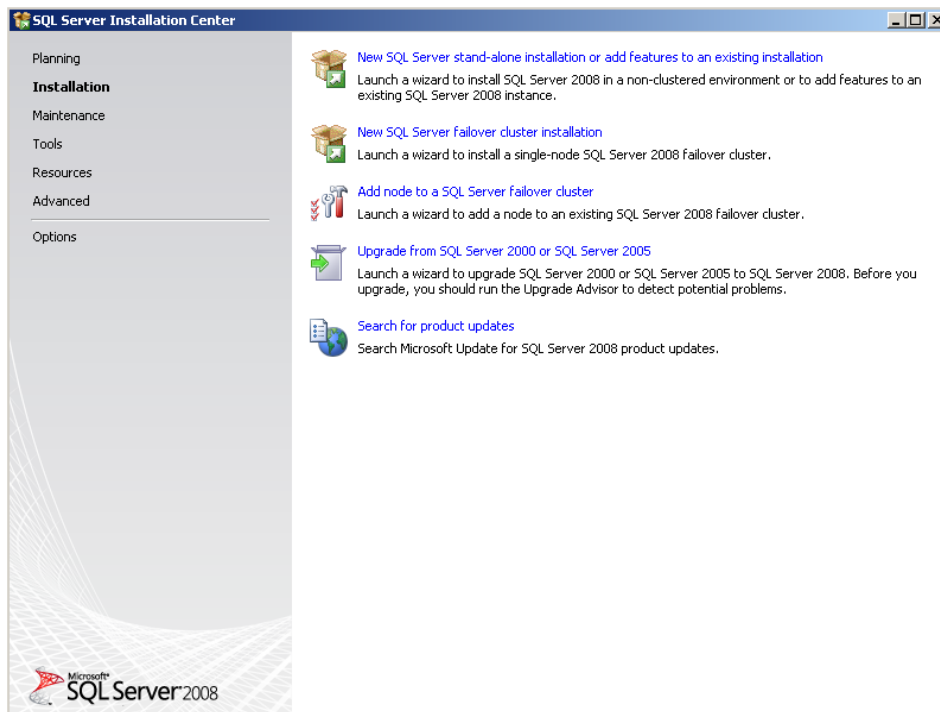 SQL Server Installation Center
Planning
Installation
Maintenance
Tools
Resources
Advanced
Options
New SQL Server stand-alone installation or add features to an existing installation
Launch a wizard to install SQL Server 2008 in a non-clustered environment or to add features to an
existing SQL Server 2008 instance.
New SQL Server failover cluster installation
Launch a wizard to install a single-node SQL Server 2008 failover cluster.
Add node to a SQL Server failover cluster
Launch a wizard to add a node to an existing SQL Server 2008 failover cluster.
Upgrade from SQL Server 2000 or SQL Server 2005
Launch a wizard to upgrade SQL Server 2000 or SQL Server 2005 to SQL Server 2008. Before you
upgrade, you should run the Upgrade Advisor to detect potential problems.
Search for product updates
Search Microsoft Update for SQL Server 2008 product updates.
Microsoft®
SQL Server 2008